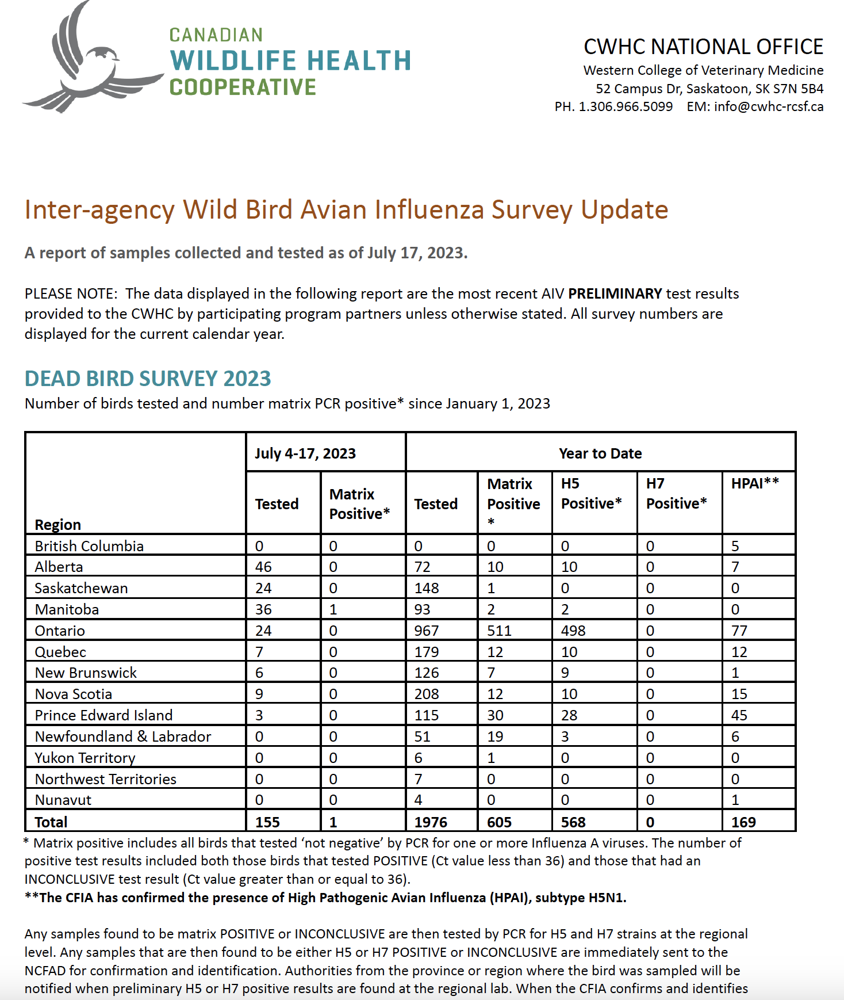 CANADIAN
WILDLIFE HEALTH
COOPERATIVE
CWHC NATIONAL OFFICE
Western College of Veterinary Medicine
52 Campus Dr, Saskatoon, SK S7N 5B4
PH. 1.306.966.5099 EM: info@cwhc-rcsf.ca
Inter-agency Wild Bird Avian Influenza Survey Update
A report of samples collected and tested as of July 17, 2023.
PLEASE NOTE: The data displayed in the following report are the most recent AIV PRELIMINARY test results
provided to the CWHC by participating program partners unless otherwise stated. All survey numbers are
displayed for the current calendar year.
DEAD BIRD SURVEY 2023
Number of birds tested and number matrix PCR positive* since January 1, 2023
July 4-17, 2023 Year to Date
Region Tested Matrix Positive* Tested Matrix Positive * H5 Positive* H7 Positive* HPAI**
British Columbia 0 0 0 0 0 0 5
Alberta 46 0 72 10 10 0 7
Saskatchewan 24 0 148 1 0 0 0
Manitoba 36 1 93 2 2 0 0
Ontario 24 0 967 511 498 0 77
Quebec 7 0 179 12 10 0 12
New Brunswick 6 0 126 7 9 0 1
Nova Scotia 9 0 208 12 10 0 15
Prince Edward Island 3 0 115 30 28 0 45
Newfoundland & Labrador 0 0 51 19 3 0 6
Yukon Territory 0 0 6 1 0 0 0
Northwest Territories 0 0 7 0 0 0 0
Nunavut 0 0 4 0 0 0 1
Total 155 1 1976 605 568 0 169
* Matrix positive includes all birds that tested ‘not negative’ by PCR for one or more Influenza A viruses. The number of
positive test results included both those birds that tested POSITIVE (Ct value less than 36) and those that had an
INCONCLUSIVE test result (Ct value greater than or equal to 36).
**The CFIA has confirmed the presence of High Pathogenic Avian Influenza (HPAI), subtype H5N1.
Any samples found to be matrix POSITIVE or INCONCLUSIVE are then tested by PCR for H5 and H7 strains at the regional
level. Any samples that are then found to be either H5 or H7 POSITIVE or INCONCLUSIVE are immediately sent to the
NCFAD for confirmation and identification. Authorities from the province or region where the bird was sampled will be
notified when preliminary H5 or H7 positive results are found at the regional lab. When the CFIA confirms and identifies